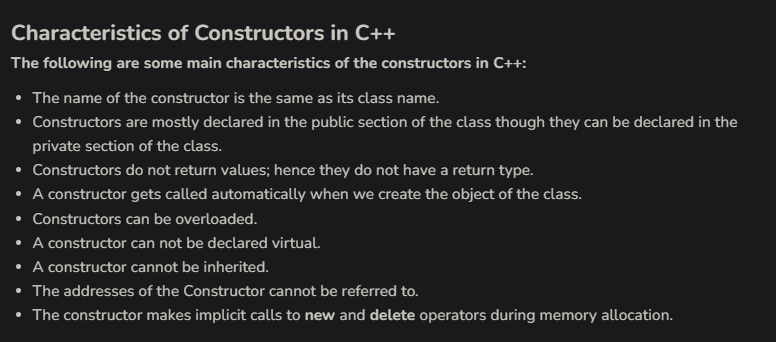 Characteristics of Constructors in C++
The following are some main characteristics of the constructors in C++:
• The name of the constructor is the same as its class name.
• Constructors are mostly declared in the public section of the class though they can be declared in the
private section of the class.
• Constructors do not return values; hence they do not have a return type.
• A constructor gets called automatically when we create the object of the class.
• Constructors can be overloaded.
• A constructor can not be declared virtual.
• A constructor cannot be inherited.
• The addresses of the Constructor cannot be referred to.
• The constructor makes implicit calls to new and delete operators during memory allocation.